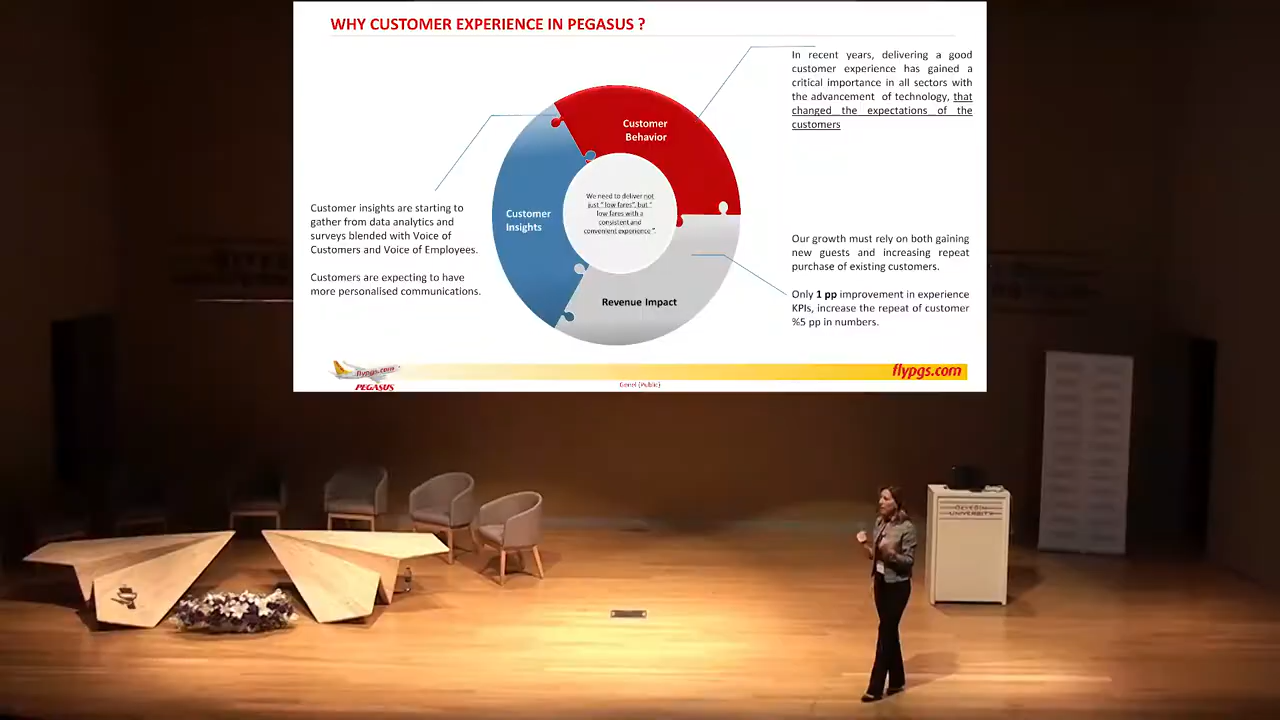 WHY CUSTOMER EXPERIENCE IN PEGASUS ?
In recent years, delivering a good
customer experience has gained a
critical importance in all sectors with
the advancement of technology, that
changed the expectations of the
customers
Customer
Behavior
Customer insights are starting to
gather from data analytics and
surveys blended with Voice of
Customers and Voice of Employees.
Customers are expecting to have
more personalised communications.
Customer
Insights
We need to deliver not
just " low fares", but "
low fares with a
consistent and
convenient experience ".
Revenue Impact
Our growth must rely on both gaining
new guests and increasing repeat
purchase of existing customers.
Only 1 pp improvement in experience
KPIs, increase the repeat of customer
%5 pp in numbers.
flypgs.com
PEGASUS
Genel (Public)
flypgs.com
OZYEGIN
UNIVERSITY